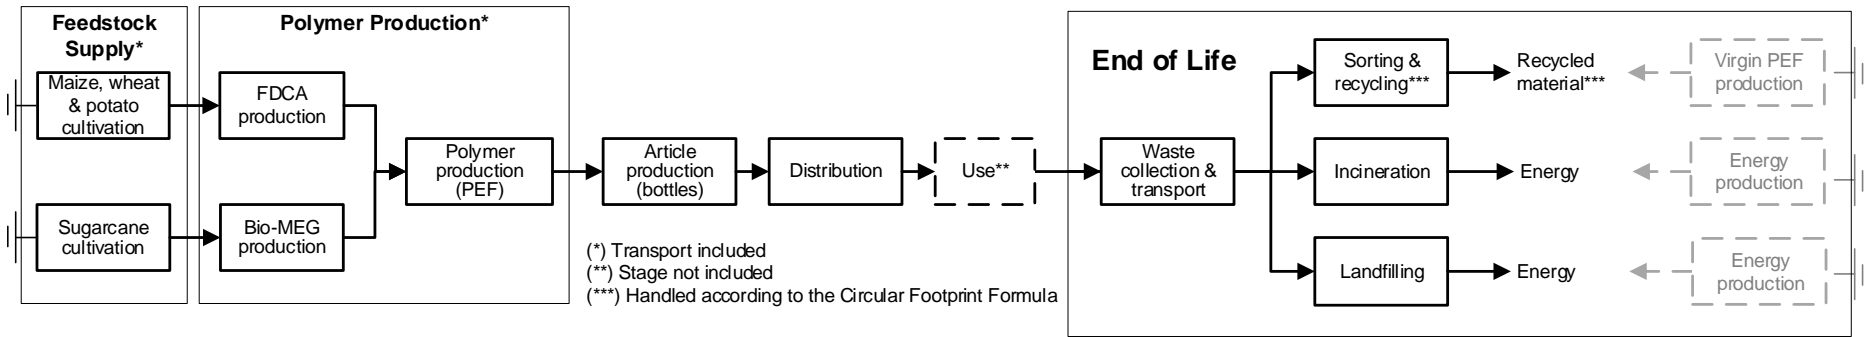 Feedstock
Supply*
Maize, wheat
& potato
cultivation
Sugarcane
cultivation
Polymer Production*
FDCA
production
Bio-MEG
production
Polymer
production
(PEF)
Article
production
(bottles)
Distribution
Use**
(*) Transport included
(**) Stage not included
(***) Handled according to the Circular Footprint Formula
End of Life
Waste
collection &
transport
Sorting &
recycling***
Recycled
material***
Virgin PEF
production
Incineration
Energy
Energy
production
Landfilling
Energy
Energy
production